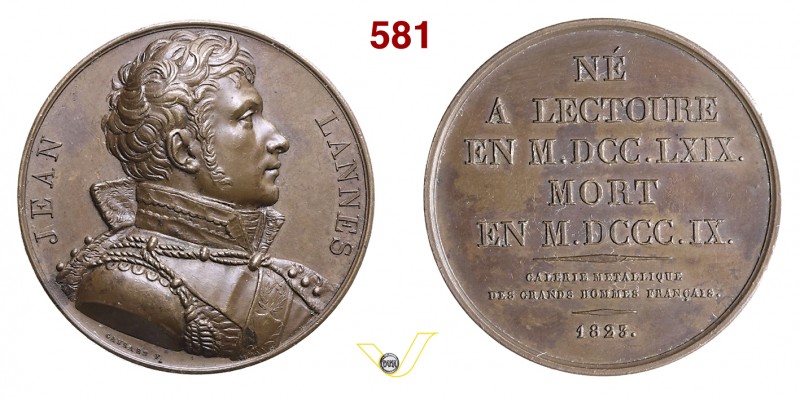 581
JEAN LANNES
NÉ
A LECTOURE
EN M.DCC.LXIX.
MORT
EN M.DCCC.IX.
GALERIE METALLIQUE
DES GRANDS HOMMES FRANÇAIS.
1823.